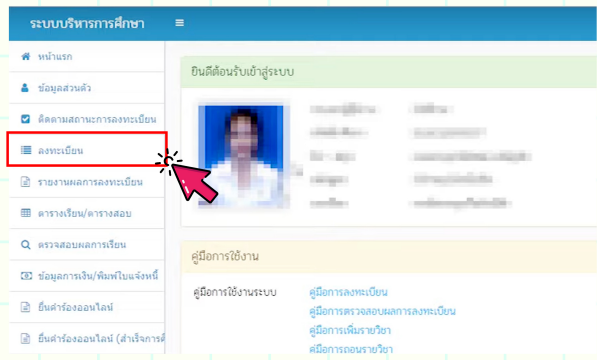 ระบบบริหารการศึกษา
หน้าแรก
ข้อมูลส่วนตัว
ติดตามสถานะการลงทะเบียน
ลงทะเบียน
รายงานผลการลงทะเบียน
ตารางเรียน/ตารางสอบ
ตรวจสอบผลการเรียน
ข้อมูลการเงิน/พิมพ์ใบแจ้งหนี้
ยื่นคำร้องออนไลน์
ยื่นคำร้องออนไลน์ (สำเร็จการศึ
ยินดีต้อนรับเข้าสู่ระบบ
คู่มือการใช้งาน
คู่มือการใช้งานระบบ
คู่มือการลงทะเบียน
คู่มือการตรวจสอบผลการลงทะเบียน
คู่มือการเพิ่มรายวิชา
คู่มือการถอนรายวิชา